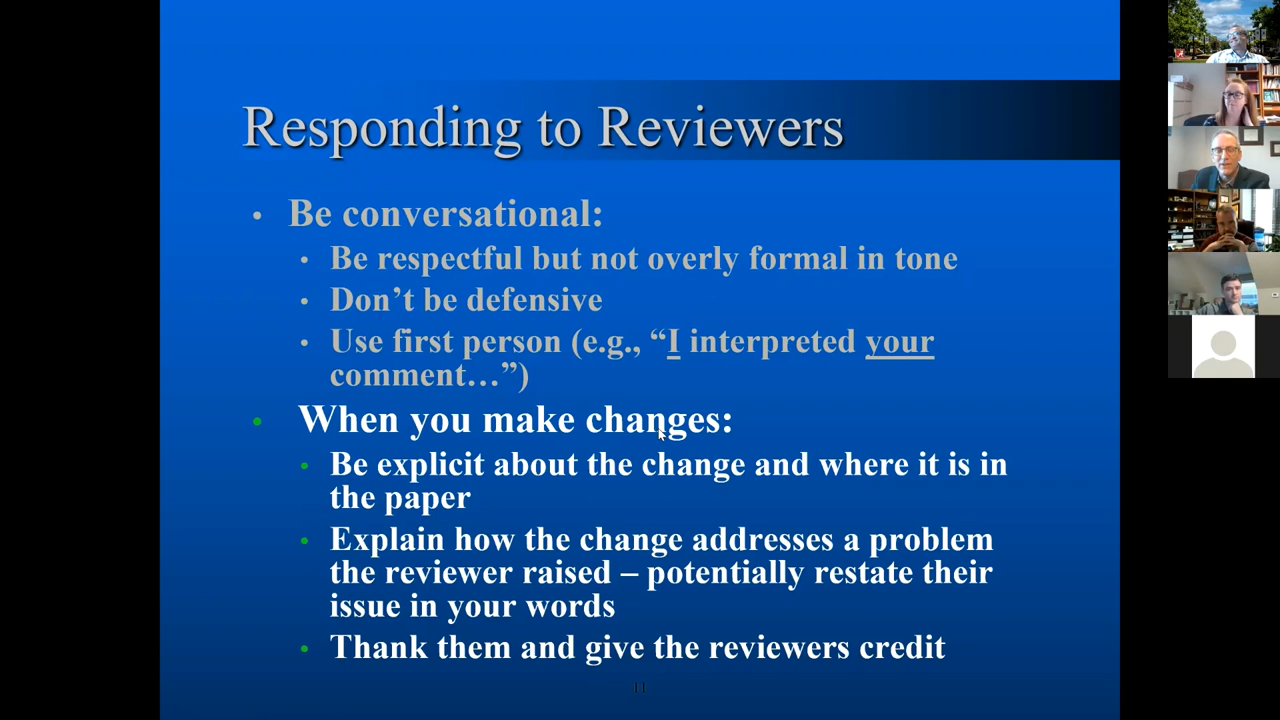 Responding to Reviewers
• Be conversational:
• Be respectful but not overly formal in tone
• Don’t be defensive
• Use first person (e.g., “I interpreted your
comment…”)
• When you make changes:
• Be explicit about the change and where it is in
the paper
• Explain how the change addresses a problem
the reviewer raised – potentially restate their
issue in your words
• Thank them and give the reviewers credit
11